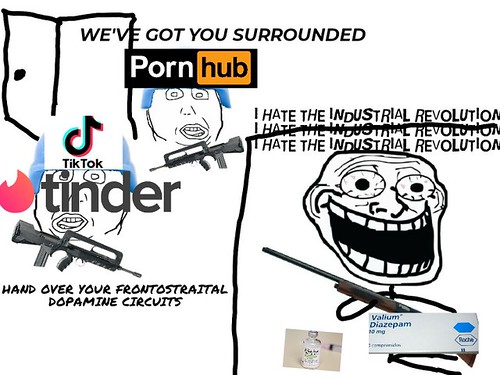 WE'VE GOT YOU SURROUNDED
Pornhub
I HATE THE INDUSTRIAL REVOLUTION
I HATE THE INDUSTRIAL REVOLUTION
I HATE THE INDUSTRIAL REVOLUTION
TikTok
tinder
HAND OVER YOUR FRONTOSTRAITAL
DOPAMINE CIRCUITS
Valium
Diazepam
10 mg
comprimidos
Roche